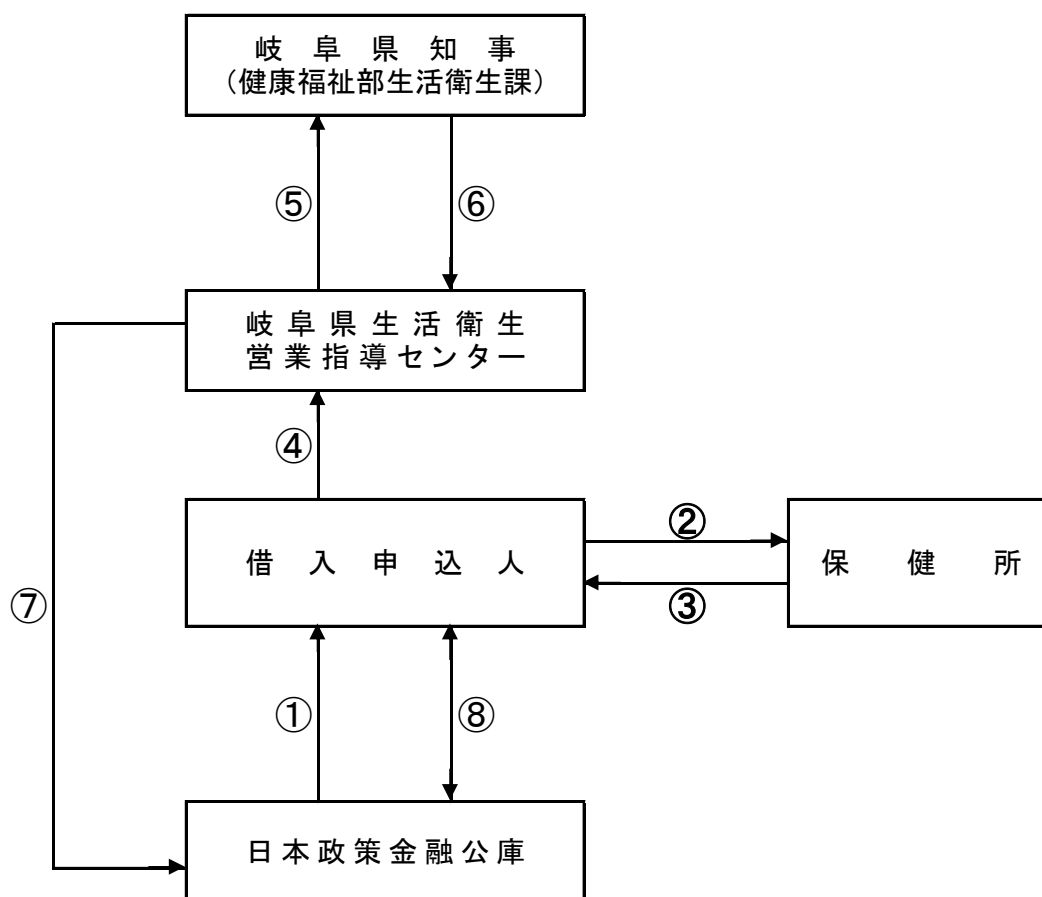 岐阜県知事
(健康福祉部生活衛生課)
⑤
⑥
岐阜県生活衛生
営業指導センター
④
借入申込人
②
保健所
③
⑦
①
⑧
日本政策金融公庫